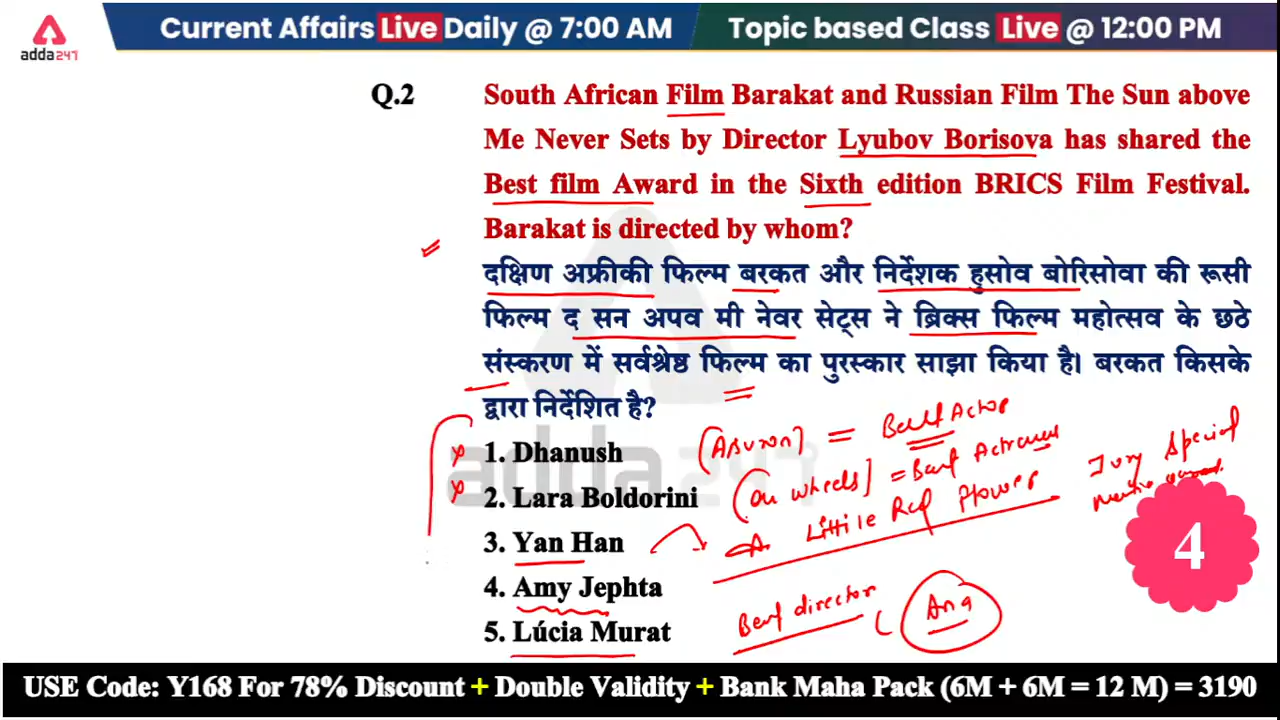 Current Affairs Live Daily @ 7:00 AM
Topic based Class Live @ 12:00 PM
adda247
Q.2
South African Film Barakat and Russian Film The Sun above
Me Never Sets by Director Lyubov Borisova has shared the
Best film Award in the Sixth edition BRICS Film Festival.
Barakat is directed by whom?
दक्षिण अफ्रीकी फिल्म बरकत और निर्देशक हुसोव बोरिसोवा की रूसी
फिल्म द सन अपव मी नेवर सेट्स ने ब्रिक्स फिल्म महोत्सव के छठे
संस्करण में सर्वश्रेष्ठ फिल्म का पुरस्कार साझा किया है। बरकत किसके
द्वारा निर्देशित है?
1. Dhanush
= Best Actor
2. Lara Boldorini
(On wheels) = Best Actress
3. Yan Han
A Little Red Flower
Jury Special
4. Amy Jephta
5. Lúcia Murat
Best director
(Ana
adda247
4
USE Code: Y168 For 78% Discount + Double Validity + Bank Maha Pack (6M + 6M = 12 M) = 3190